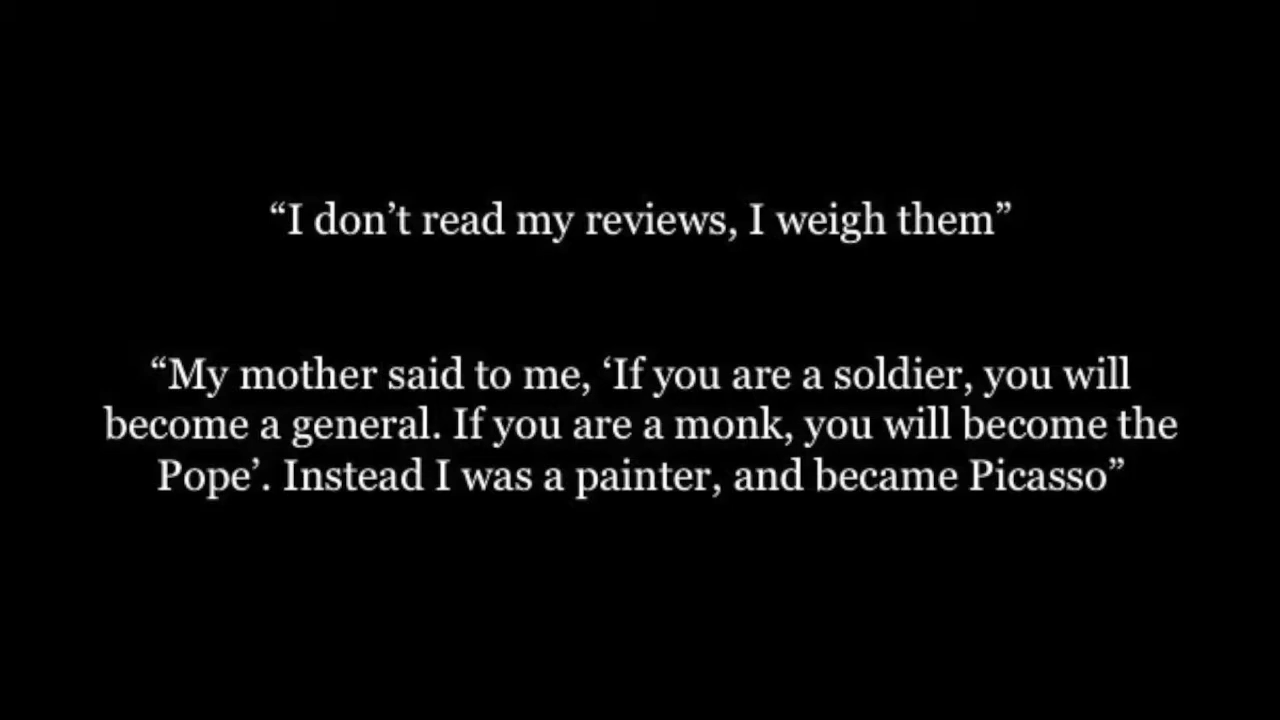 “I don’t read my reviews, I weigh them”
“My mother said to me, ‘If you are a soldier, you will
become a general. If you are a monk, you will become the
Pope’. Instead I was a painter, and became Picasso”